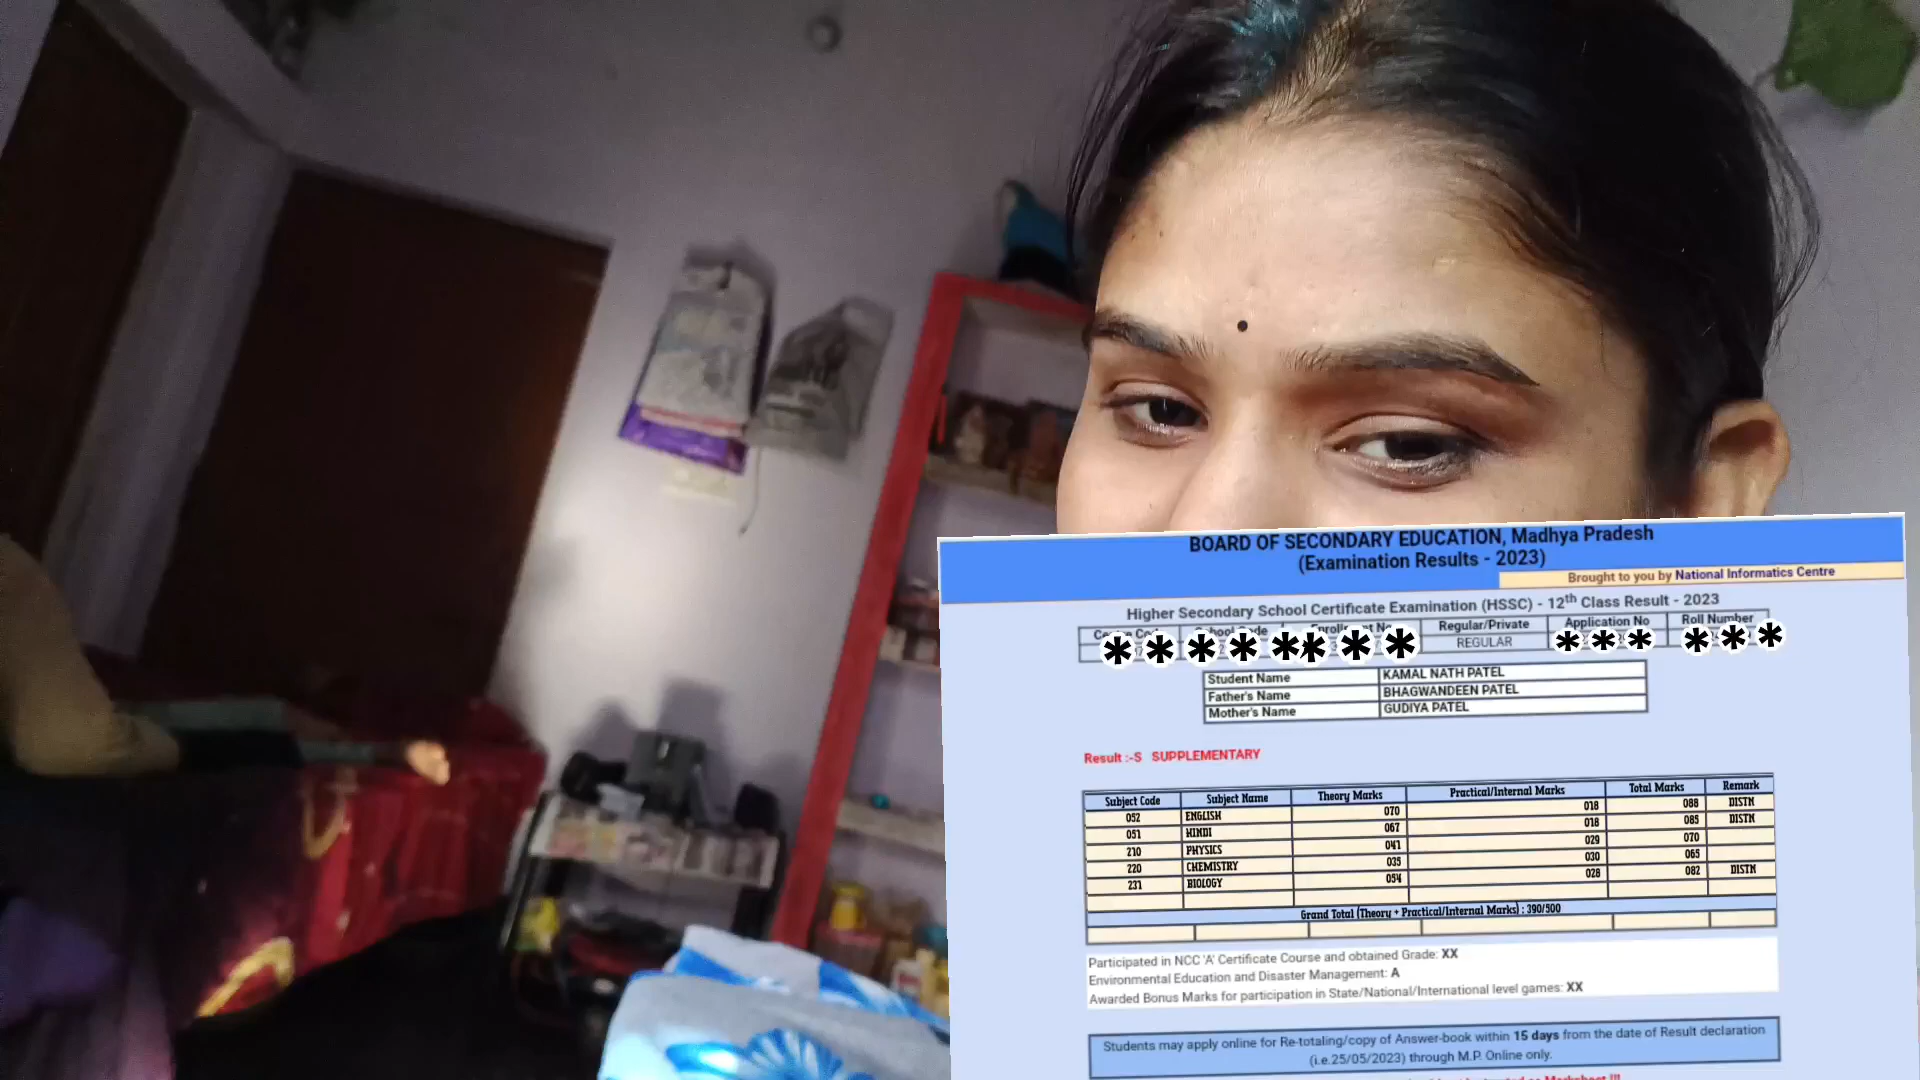 BOARD OF SECONDARY EDUCATION, Madhya Pradesh
(Examination Results - 2023)
Brought to you by National Informatics Centre
Higher Secondary School Certificate Examination (HSSC) - 12th Class Result - 2023
Regular/Private Application No Roll Number
* * * * ** * * REGULAR * * * * * *
Student Name KAMAL NATH PATEL
Father's Name BHAGWANDEEN PATEL
Mother's Name GUDIYA PATEL
Result :-S SUPPLEMENTARY
Subject Code Subject Name Theory Marks Practical/Internal Marks Total Marks Remark
052 ENGLISH 070 018 088 DISTN
051 HINDI 067 018 085 DISTN
210 PHYSICS 041 029 070
220 CHEMISTRY 035 030 065
231 BIOLOGY 054 028 082 DISTN
Grand Total (Theory + Practical/Internal Marks) : 390/500
Participated in NCC 'A' Certificate Course and obtained Grade: XX
Environmental Education and Disaster Management: A
Awarded Bonus Marks for participation in State/National/International level games: XX
Students may apply online for Re-totaling/copy of Answer-book within 15 days from the date of Result declaration
(i.e.25/05/2023) through M.P. Online only.